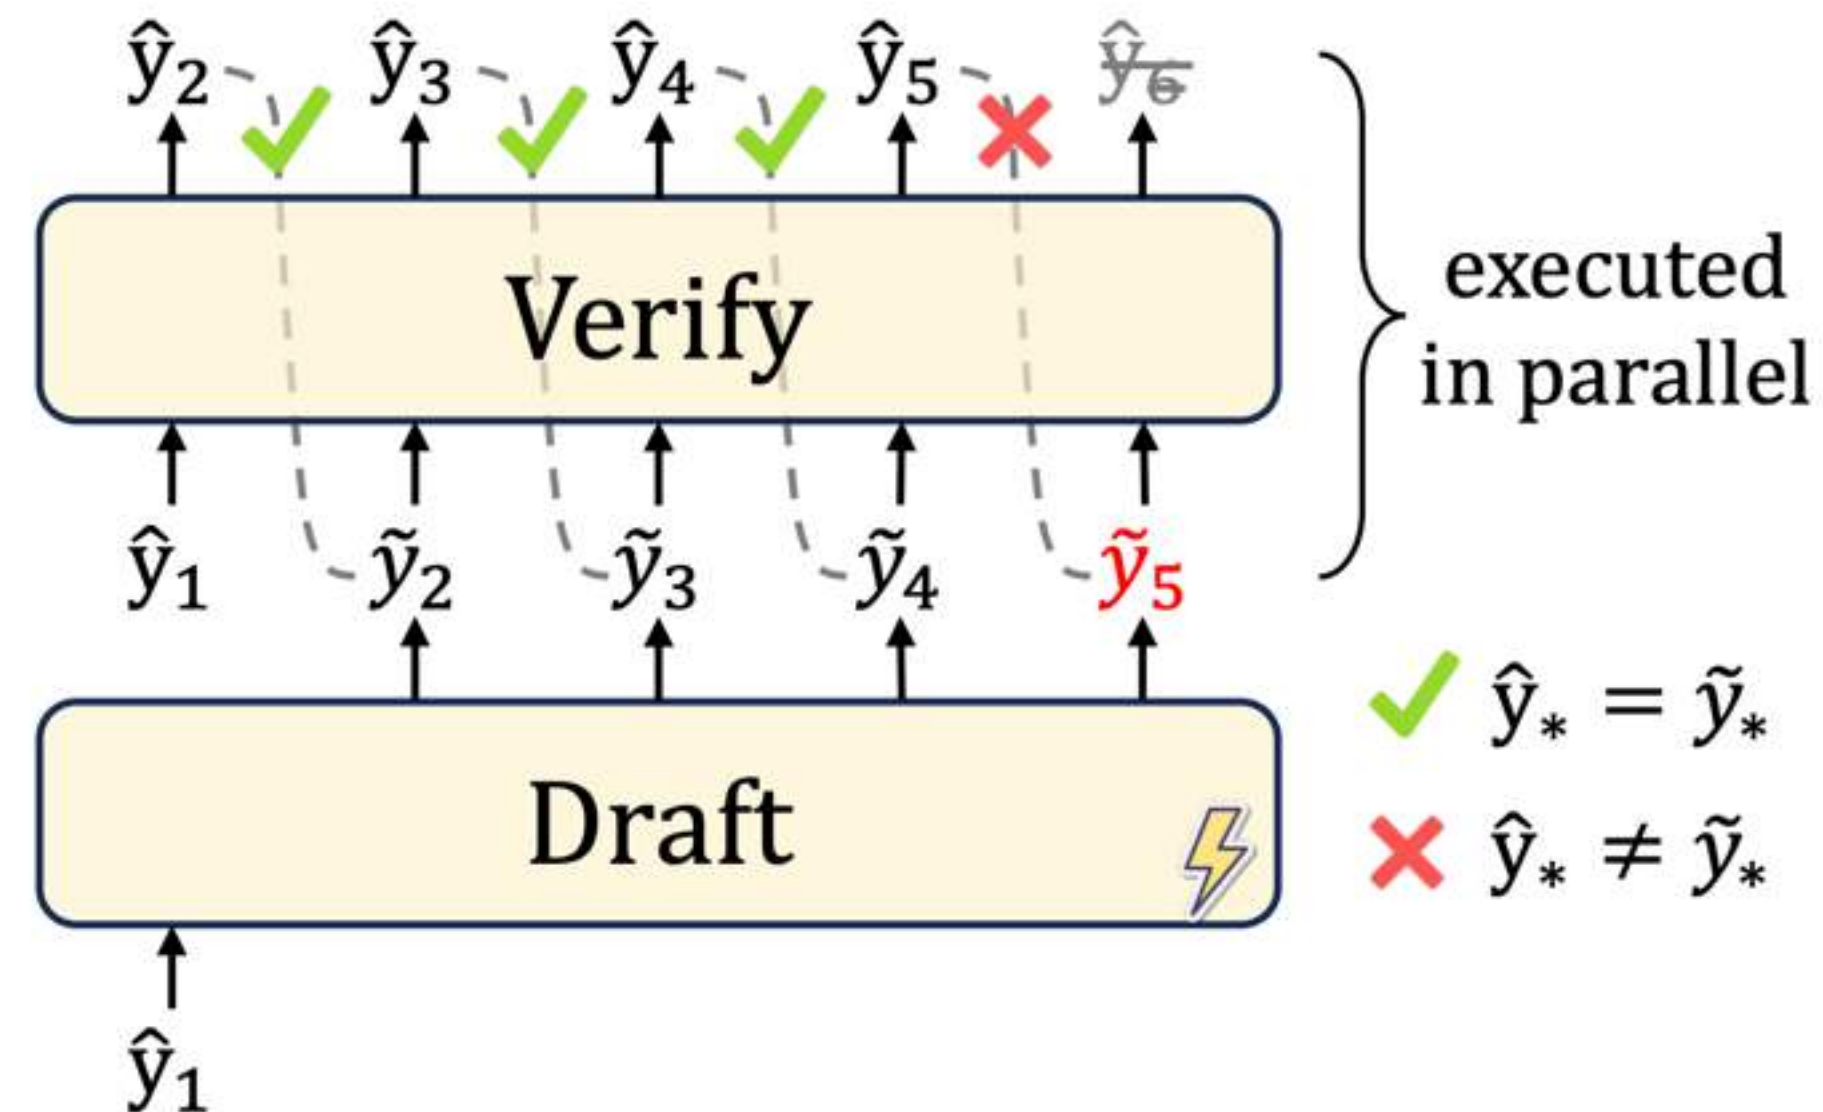 ŷ₂ ŷ₃ ŷ₄ ŷ₅ ŷ₆
Verify
executed
in parallel
ŷ₁ ỹ₂ ỹ₃ ỹ₄ ỹ₅
ŷ* = ỹ*
Draft
ŷ* ≠ ỹ*
ŷ₁